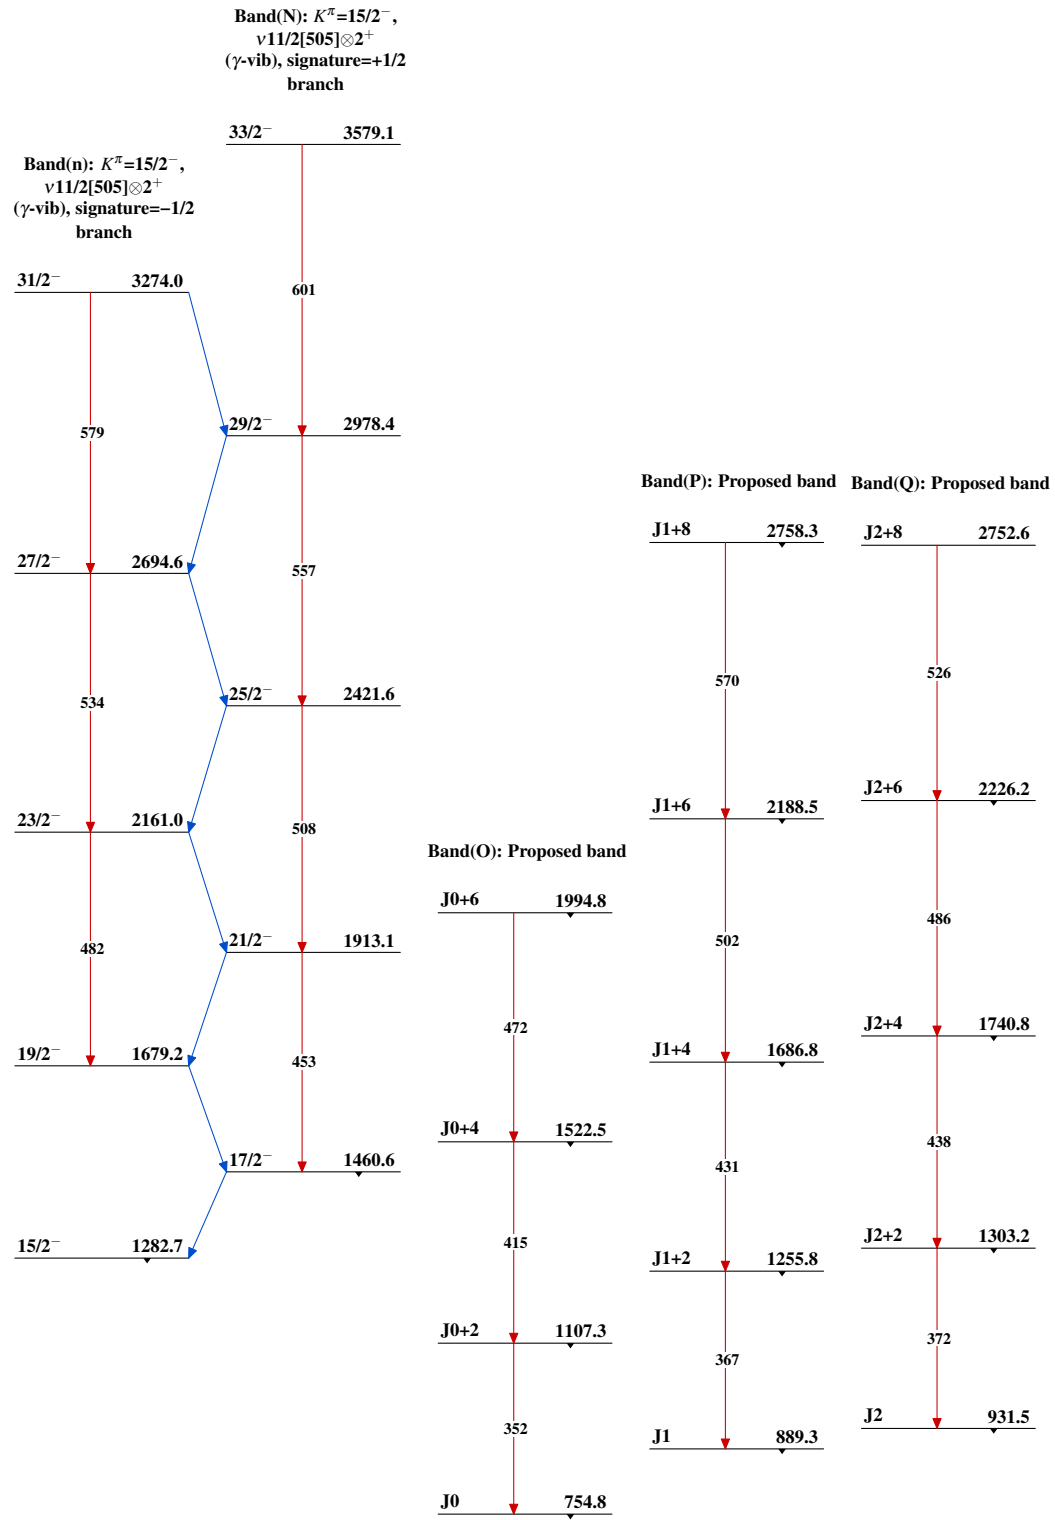 Band(N): Kπ=15/2−,
ν11/2[505]⊗2+
(γ-vib), signature=+1/2
branch
33/2− 3579.1
601
29/2− 2978.4
557
25/2− 2421.6
508
21/2− 1913.1
453
17/2− 1460.6
Band(n): Kπ=15/2−,
ν11/2[505]⊗2+
(γ-vib), signature=−1/2
branch
31/2− 3274.0
579
27/2− 2694.6
534
23/2− 2161.0
482
19/2− 1679.2
15/2− 1282.7
Band(O): Proposed band
J0+6 1994.8
472
J0+4 1522.5
415
J0+2 1107.3
352
J0 754.8
Band(P): Proposed band
J1+8 2758.3
570
J1+6 2188.5
502
J1+4 1686.8
431
J1+2 1255.8
367
J1 889.3
Band(Q): Proposed band
J2+8 2752.6
526
J2+6 2226.2
486
J2+4 1740.8
438
J2+2 1303.2
372
J2 931.5